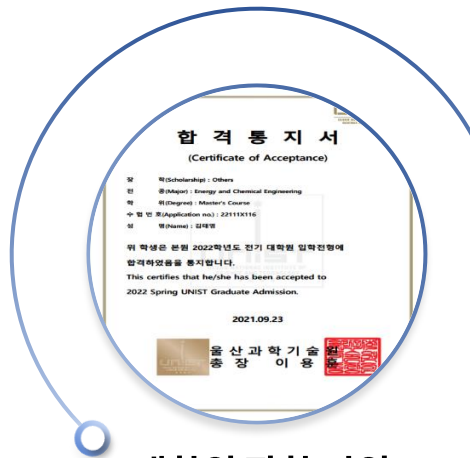 합 격 통 지 서
(Certificate of Acceptance)
장 학(Scholarship) : Others
전 공(Major) : Energy and Chemical Engineering
학 위(Degree) : Master's Course
수 험 번 호(Application no.) : 22111X116
성 명(Name) : 김태영
위 학생은 본원 2022학년도 전기 대학원 입학전형에
합격하였음을 통지합니다.
This certifies that he/she has been accepted to
2022 Spring UNIST Graduate Admission.
2021.09.23
울 산 과 학 기 술 원
총 장 이 용 훈